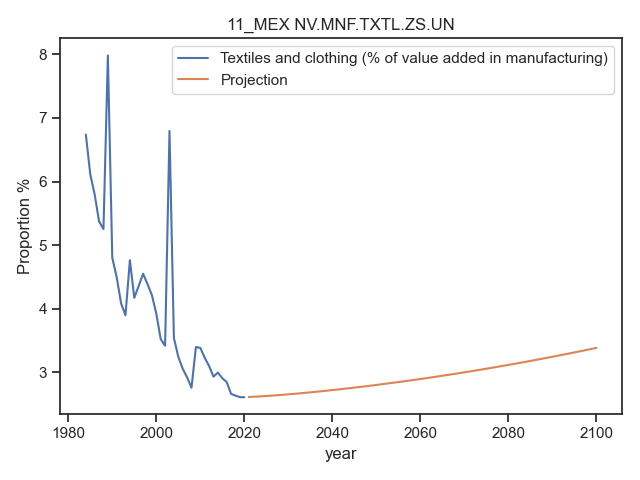 11_MEX NV.MNF.TXTL.ZS.UN
Textiles and clothing (% of value added in manufacturing)
Projection
Proportion %
8
7
6
5
4
3
1980 2000 2020 2040 2060 2080 2100
year